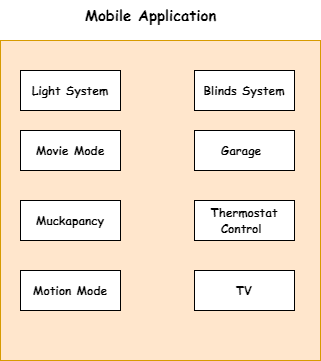 Mobile Application
Light System
Blinds System
Movie Mode
Garage
Muckapancy
Thermostat
Control
Motion Mode
TV